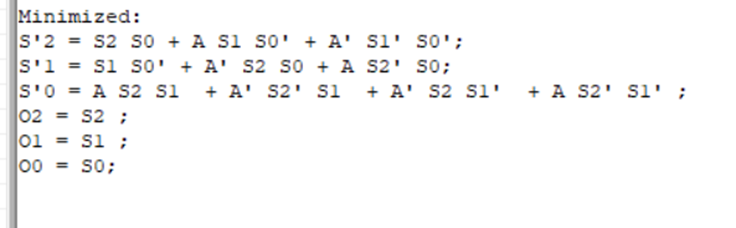 Minimized:
S'2 = S2 S0 + A S1 S0' + A' S1' S0';
S'1 = S1 S0' + A' S2 S0 + A S2' S0;
S'0 = A S2 S1  + A' S2' S1  + A' S2 S1'  + A S2' S1' ;
O2 = S2 ;
O1 = S1 ;
O0 = S0;